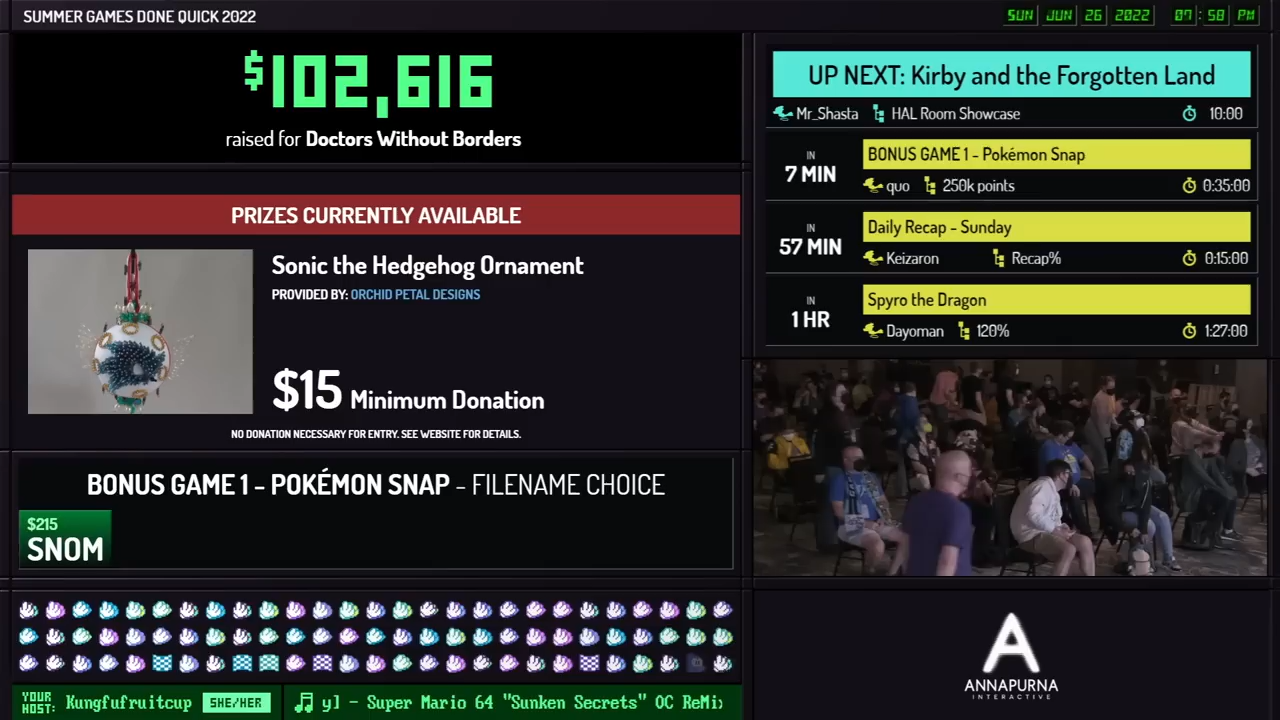 SUMMER GAMES DONE QUICK 2022
SUN JUN 26 2022 07:58 PM
$102,616
raised for Doctors Without Borders
PRIZES CURRENTLY AVAILABLE
Sonic the Hedgehog Ornament
PROVIDED BY: ORCHID PETAL DESIGNS
$15 Minimum Donation
NO DONATION NECESSARY FOR ENTRY. SEE WEBSITE FOR DETAILS.
BONUS GAME 1 - POKÉMON SNAP - FILENAME CHOICE
$215
SNOM
YOUR HOST: Kungfufruitcup SHE/HER
y] - Super Mario 64 "Sunken Secrets" OC ReMix
UP NEXT: Kirby and the Forgotten Land
Mr_Shasta HAL Room Showcase 10:00
IN 7 MIN
BONUS GAME 1 - Pokémon Snap
quo 250k points 0:35:00
IN 57 MIN
Daily Recap - Sunday
Keizaron Recap% 0:15:00
IN 1 HR
Spyro the Dragon
Dayoman 120% 1:27:00
A
ANNAPURNA
INTERACTIVE